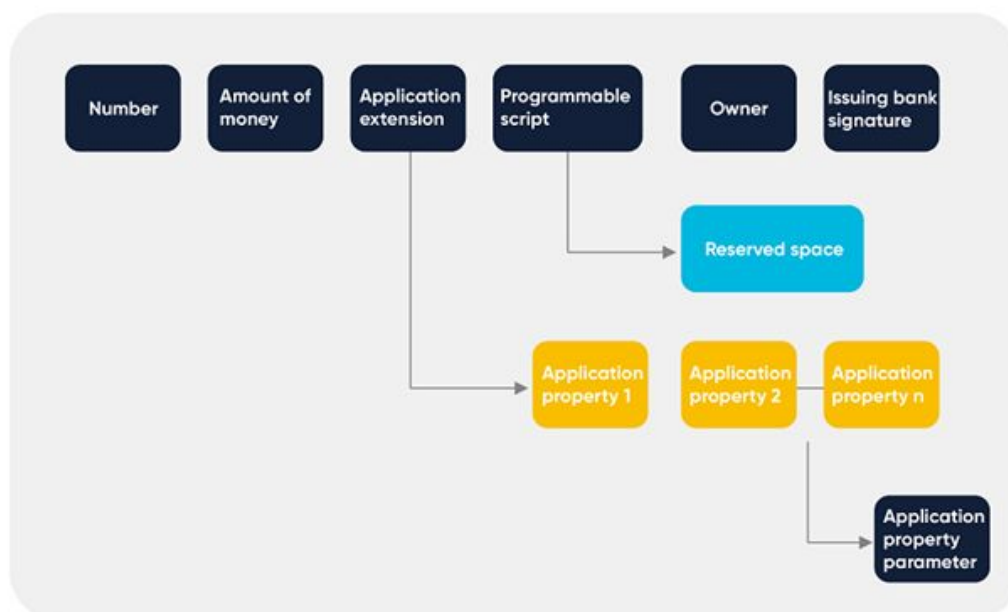 Number
Amount of
money
Application
extension
Programmable
script
Owner
Issuing bank
signature
Reserved space
Application
property 1
Application
property 2
Application
property n
Application
property
parameter